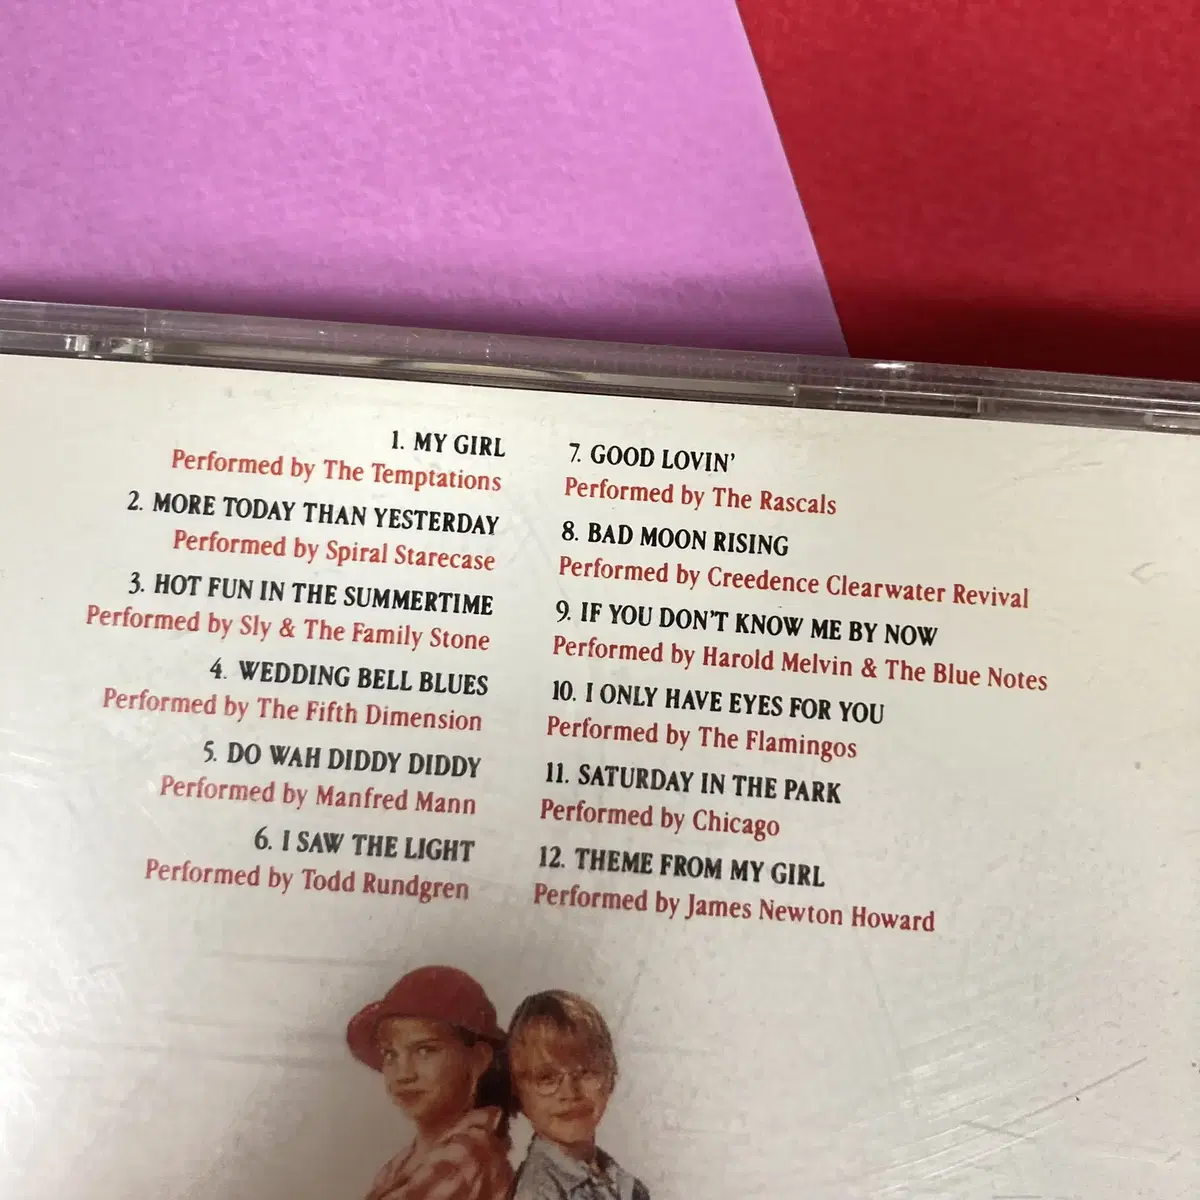 1. MY GIRL
Performed by The Temptations
2. MORE TODAY THAN YESTERDAY
Performed by Spiral Starecase
3. HOT FUN IN THE SUMMERTIME
Performed by Sly & The Family Stone
4. WEDDING BELL BLUES
Performed by The Fifth Dimension
5. DO WAH DIDDY DIDDY
Performed by Manfred Mann
6. I SAW THE LIGHT
Performed by Todd Rundgren
7. GOOD LOVIN'
Performed by The Rascals
8. BAD MOON RISING
Performed by Creedence Clearwater Revival
9. IF YOU DON'T KNOW ME BY NOW
Performed by Harold Melvin & The Blue Notes
10. I ONLY HAVE EYES FOR YOU
Performed by The Flamingos
11. SATURDAY IN THE PARK
Performed by Chicago
12. THEME FROM MY GIRL
Performed by James Newton Howard